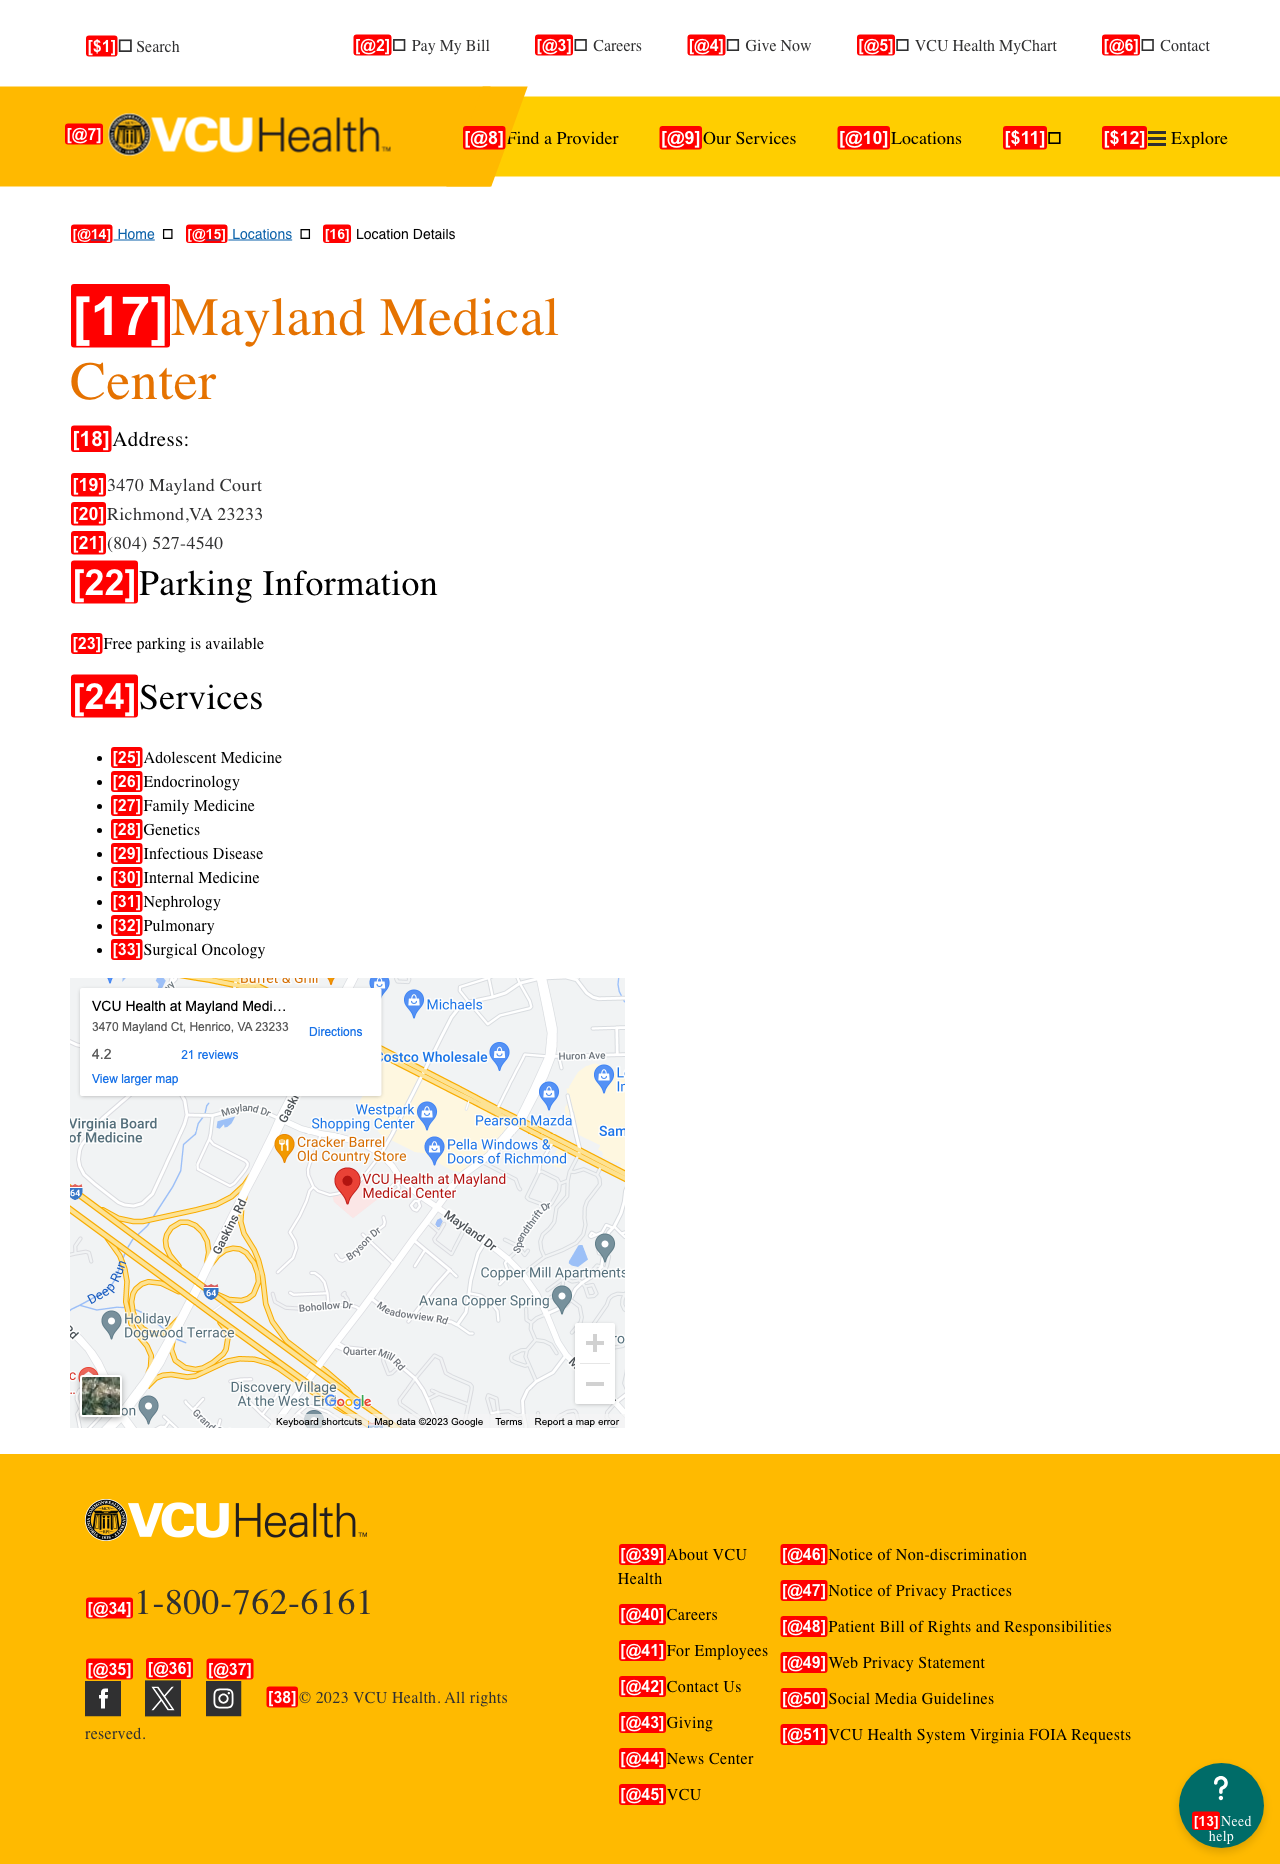 [$1] Search
[@2] Pay My Bill
[@3] Careers
[@4] Give Now
[@5] VCU Health MyChart
[@6] Contact
[@7] VCU Health™
[@8]Find a Provider
[@9]Our Services
[@10]Locations
[$11]
[$12] Explore
[@14] Home
[@15] Locations
[16] Location Details
[17]Mayland Medical
Center
[18]Address:
[19]3470 Mayland Court
[20]Richmond,VA 23233
[21](804) 527-4540
[22]Parking Information
[23]Free parking is available
[24]Services
• [25]Adolescent Medicine
• [26]Endocrinology
• [27]Family Medicine
• [28]Genetics
• [29]Infectious Disease
• [30]Internal Medicine
• [31]Nephrology
• [32]Pulmonary
• [33]Surgical Oncology
Buffet & Grill
VCU Health at Mayland Medi…
3470 Mayland Ct, Henrico, VA 23233
Directions
4.2
21 reviews
View larger map
Michaels
Costco Wholesale
Huron Ave
Mayland Dr
Gaskins
Westpark
Shopping Center
Pearson Mazda
Virginia Board
of Medicine
Cracker Barrel
Old Country Store
Pella Windows &
Doors of Richmond
Sam
VCU Health at Mayland
Medical Center
64
Gaskins Rd
Mayland Dr
Spendthrift Dr
Bryson Dr
Copper Mill Apartments
Deep Run
64
Avana Copper Spring
Bohollow Dr
Meadowview Rd
Holiday
Dogwood Terrace
Quarter Mill Rd
Discovery Village
At the West End
Google
Keyboard shortcuts
Map data ©2023 Google
Terms
Report a map error
VCU Health™
[@34]1-800-762-6161
[@35]
[@36]
[@37]
[38]© 2023 VCU Health. All rights
reserved.
[@39]About VCU
Health
[@40]Careers
[@41]For Employees
[@42]Contact Us
[@43]Giving
[@44]News Center
[@45]VCU
[@46]Notice of Non-discrimination
[@47]Notice of Privacy Practices
[@48]Patient Bill of Rights and Responsibilities
[@49]Web Privacy Statement
[@50]Social Media Guidelines
[@51]VCU Health System Virginia FOIA Requests
?
[13]Need
help